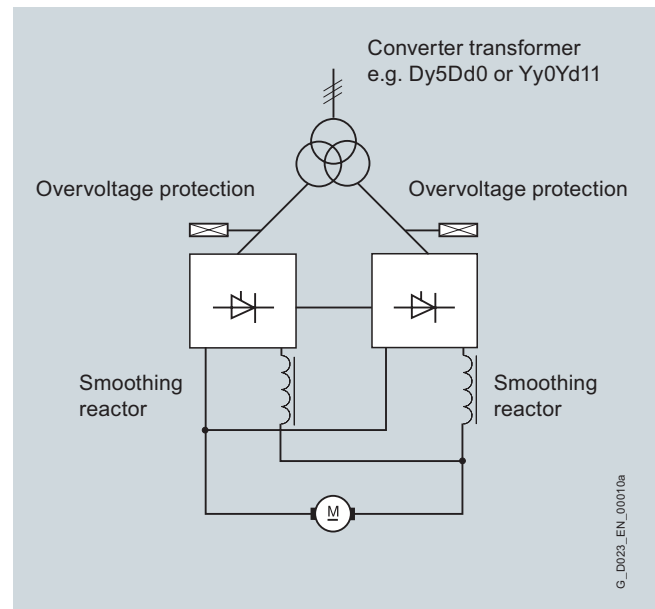 Converter transformer
e.g. Dy5Dd0 or Yy0Yd11
Overvoltage protection
Overvoltage protection
Smoothing
reactor
Smoothing
reactor
M
G_D023_EN_00010a